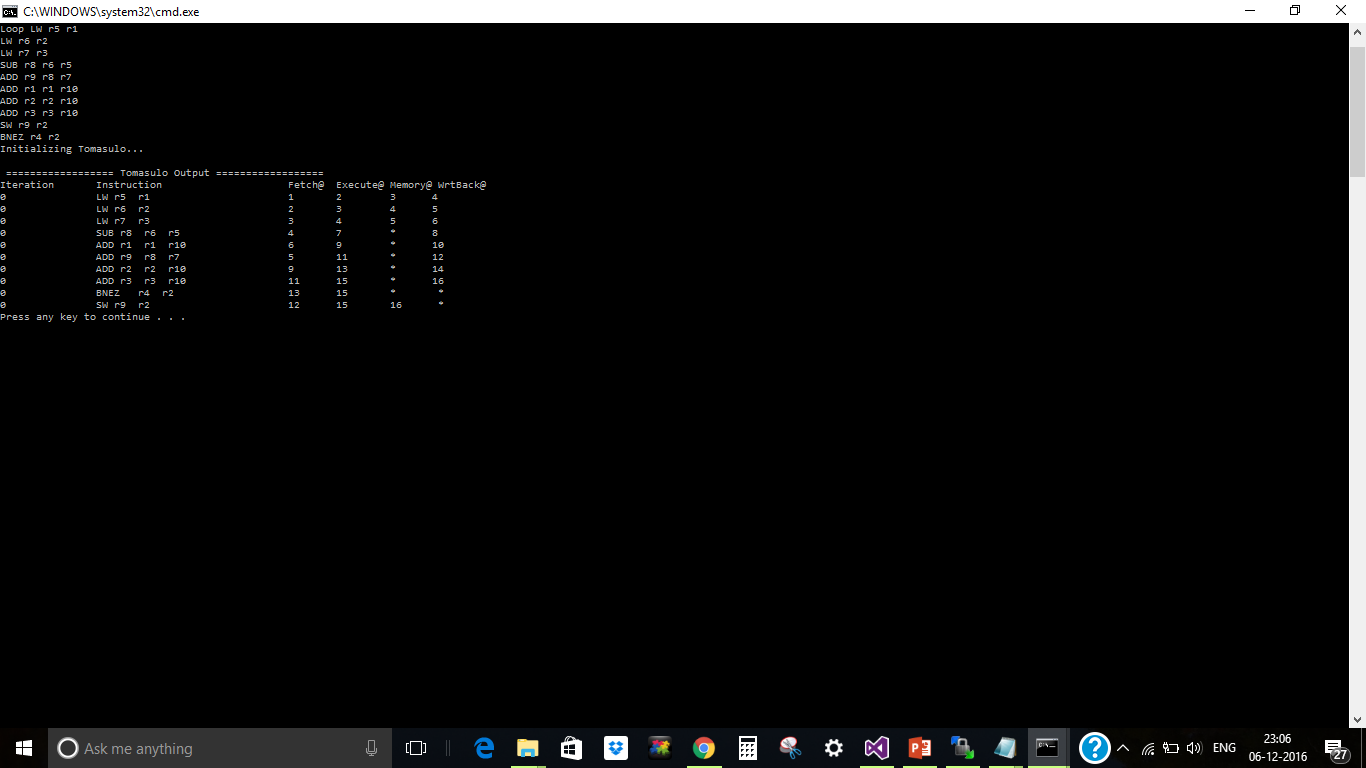 C:\WINDOWS\system32\cmd.exe
Loop LW r5 r1
LW r6 r2
LW r7 r3
SUB r8 r6 r5
ADD r9 r8 r7
ADD r1 r1 r10
ADD r2 r2 r10
ADD r3 r3 r10
SW r9 r2
BNEZ r4 r2
Initializing Tomasulo...
================== Tomasulo Output ==================
Iteration Instruction Fetch@ Execute@ Memory@ WrtBack@
0 LW r5 r1 1 2 3 4
0 LW r6 r2 2 3 4 5
0 LW r7 r3 3 4 5 6
0 SUB r8 r6 r5 4 7 * 8
0 ADD r1 r1 r10 6 9 * 10
0 ADD r9 r8 r7 5 11 * 12
0 ADD r2 r2 r10 9 13 * 14
0 ADD r3 r3 r10 11 15 * 16
0 BNEZ r4 r2 13 15 * *
0 SW r9 r2 12 15 16 *
Press any key to continue . . .
Ask me anything
ENG
23:06
06-12-2016
27